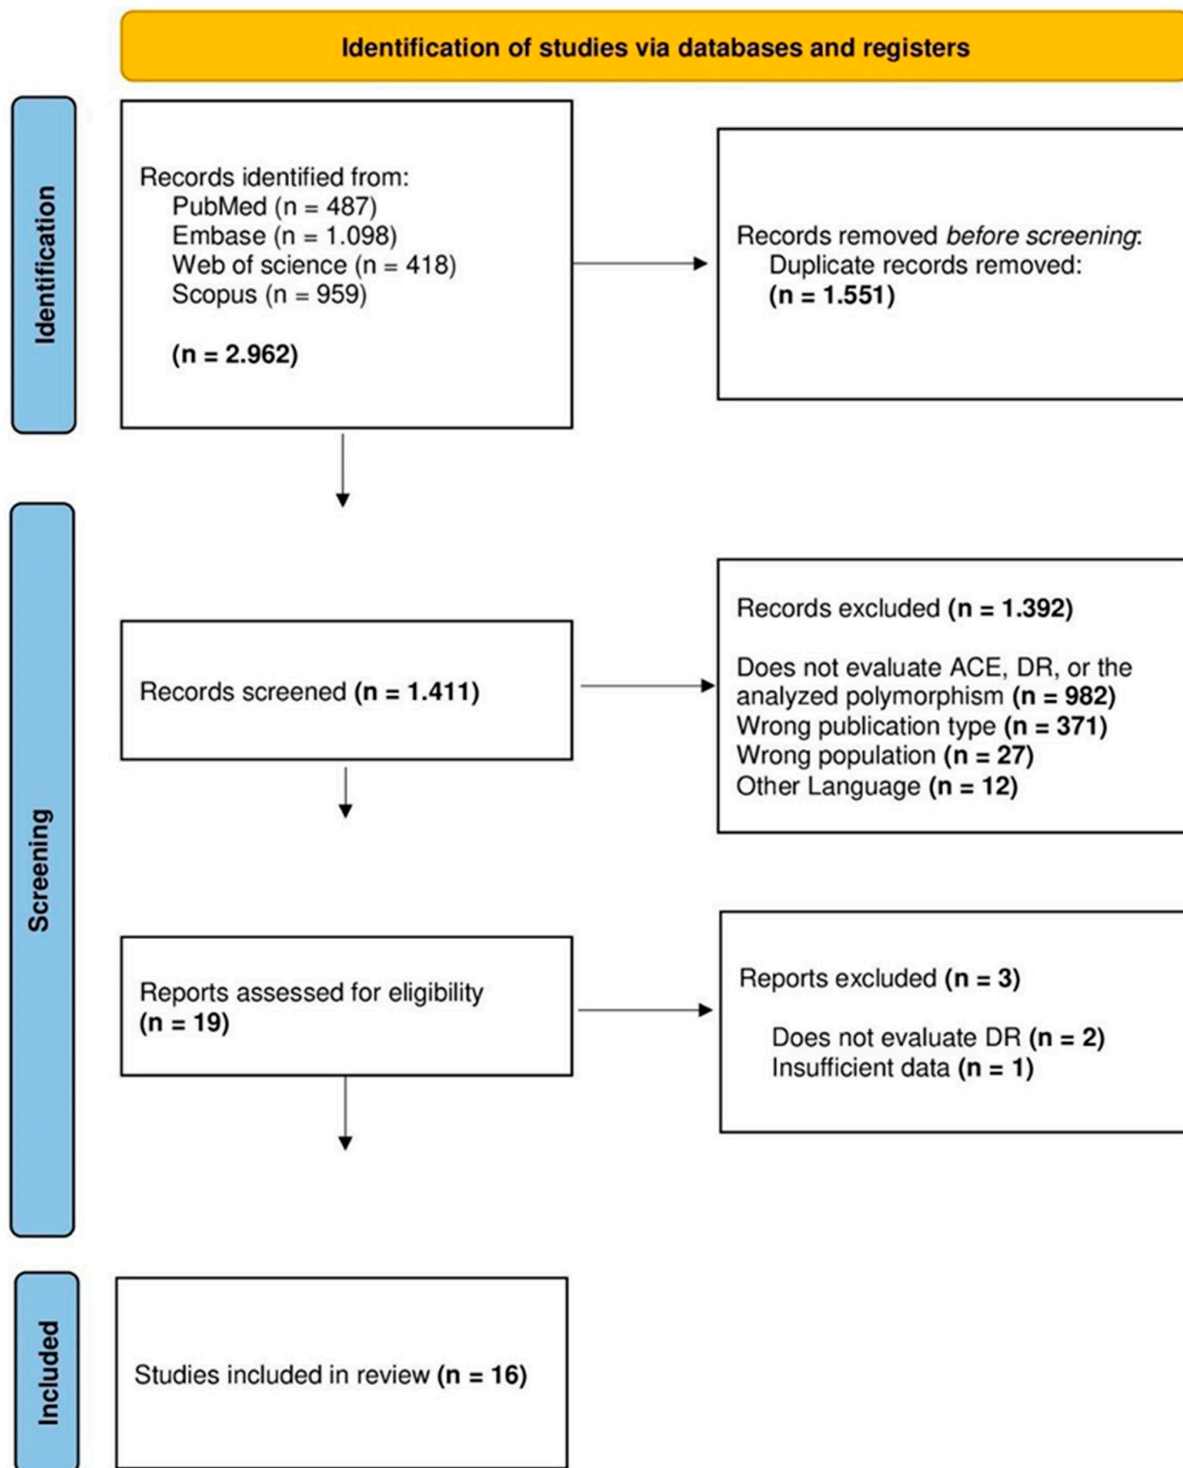 Identification of studies via databases and registers
Identification
Records identified from:
PubMed (n = 487)
Embase (n = 1.098)
Web of science (n = 418)
Scopus (n = 959)
(n = 2.962)
Records removed before screening:
Duplicate records removed:
(n = 1.551)
Screening
Records screened (n = 1.411)
Records excluded (n = 1.392)
Does not evaluate ACE, DR, or the
analyzed polymorphism (n = 982)
Wrong publication type (n = 371)
Wrong population (n = 27)
Other Language (n = 12)
Reports assessed for eligibility
(n = 19)
Reports excluded (n = 3)
Does not evaluate DR (n = 2)
Insufficient data (n = 1)
Included
Studies included in review (n = 16)